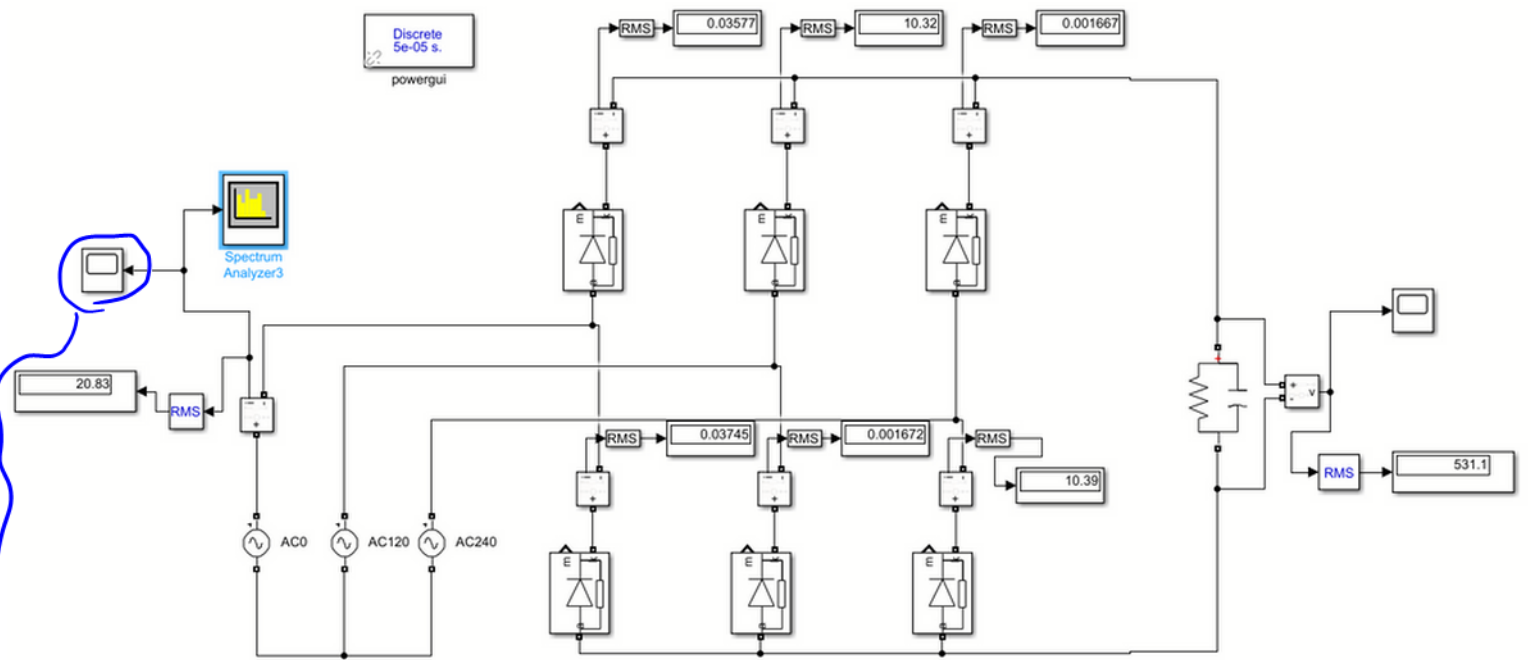 RMS
0.03577
RMS
10.32
RMS
0.001667
Discrete
5e-05 s.
powergui
Spectrum
Analyzer3
20.83
RMS
RMS
0.03745
RMS
0.001672
RMS
10.39
v
RMS
531.1
AC0
AC120
AC240